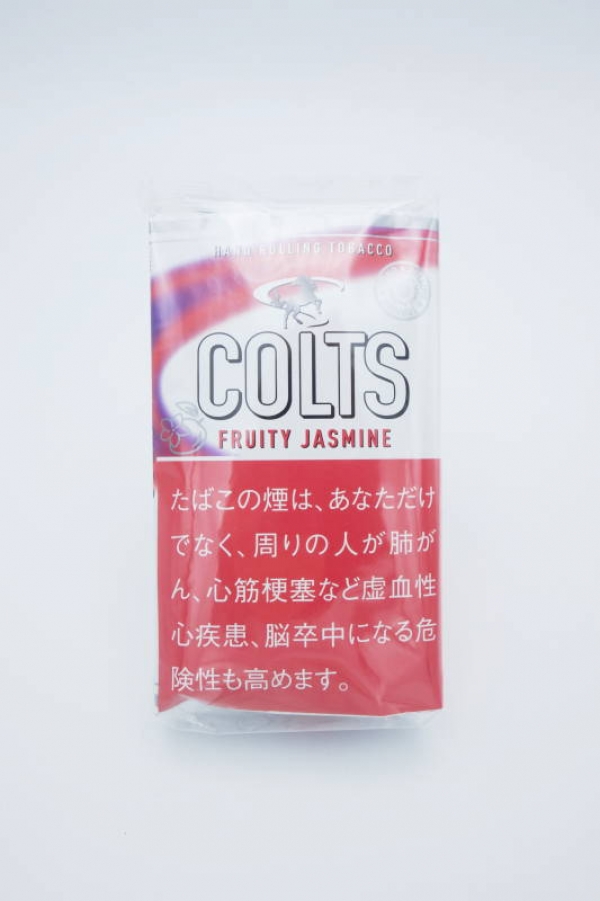 HAND ROLLING TOBACCO
COLTS
FRUITY JASMINE
たばこの煙は、あなただけ
でなく、周りの人が肺が
ん、心筋梗塞など虚血性
心疾患、脳卒中になる危
険性も高めます。